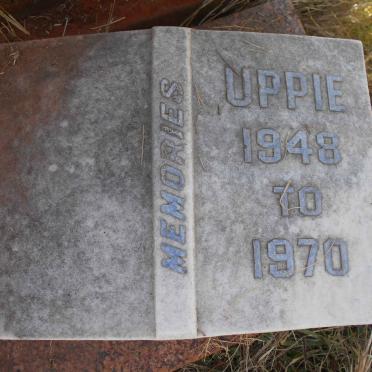 MEMORIES
UPPIE
1948
TO
1970